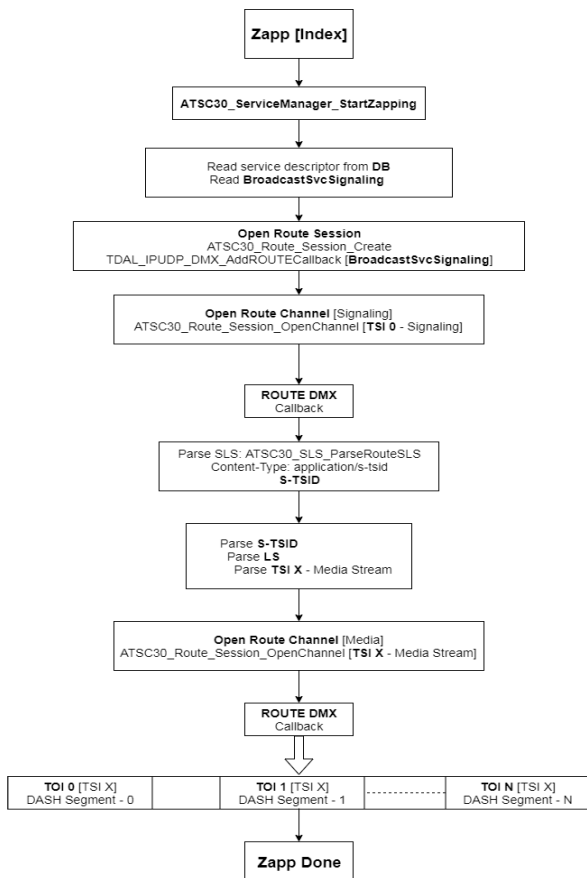 Zapp [Index]
ATSC30_ServiceManager_StartZapping
Read service descriptor from DB
Read BroadcastSvcSignaling
Open Route Session
ATSC30_Route_Session_Create
TDAL_IPUDP_DMX_AddROUTECallback [BroadcastSvcSignaling]
Open Route Channel [Signaling]
ATSC30_Route_Session_OpenChannel [TSI 0 - Signaling]
ROUTE DMX
Callback
Parse SLS: ATSC30_SLS_ParseRouteSLS
Content-Type: application/s-tsid
S-TSID
Parse S-TSID
Parse LS
Parse TSI X - Media Stream
Open Route Channel [Media]
ATSC30_Route_Session_OpenChannel [TSI X - Media Stream]
ROUTE DMX
Callback
TOI 0 [TSI X]
DASH Segment - 0
TOI 1 [TSI X]
DASH Segment - 1
TOI N [TSI X]
DASH Segment - N
Zapp Done